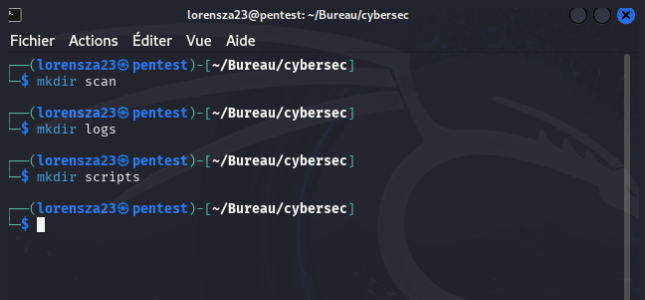 lorensza23@pentest: ~/Bureau/cybersec
Fichier Actions Éditer Vue Aide
┌──(lorensza23㉿pentest)-[~/Bureau/cybersec]
└─$ mkdir scan
┌──(lorensza23㉿pentest)-[~/Bureau/cybersec]
└─$ mkdir logs
┌──(lorensza23㉿pentest)-[~/Bureau/cybersec]
└─$ mkdir scripts
┌──(lorensza23㉿pentest)-[~/Bureau/cybersec]
└─$